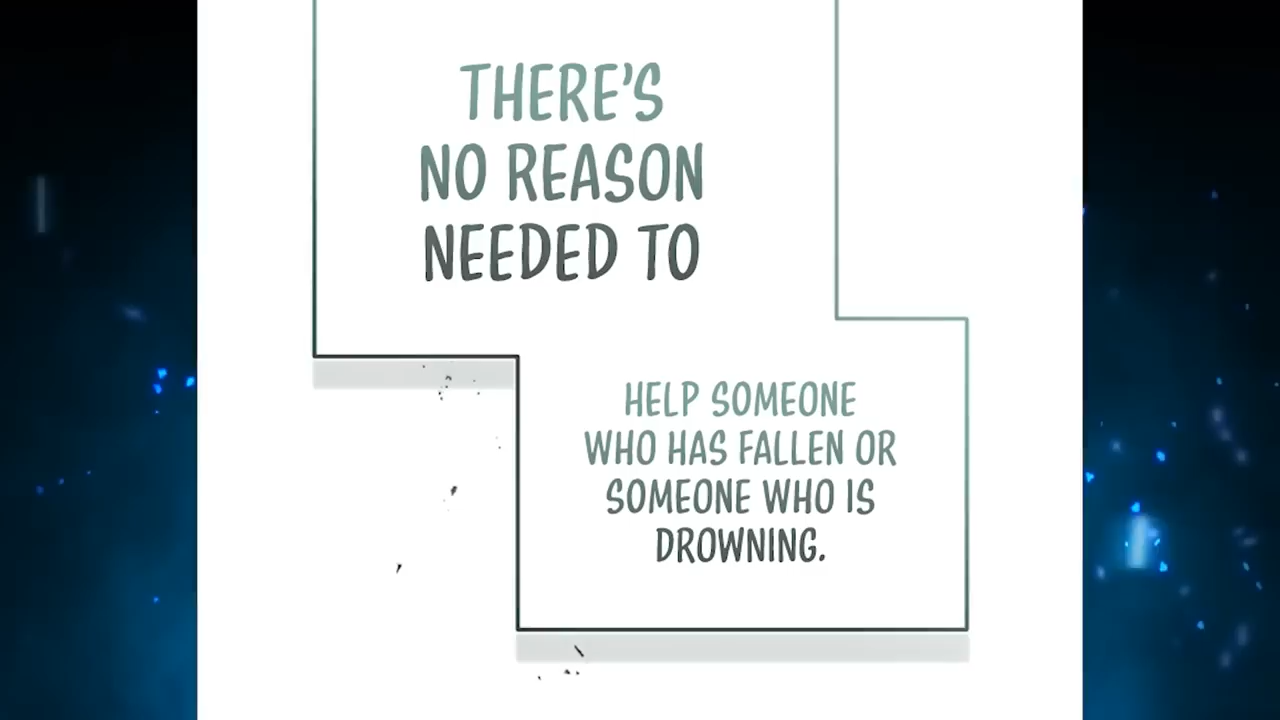 THERE'S
NO REASON
NEEDED TO
HELP SOMEONE
WHO HAS FALLEN OR
SOMEONE WHO IS
DROWNING.